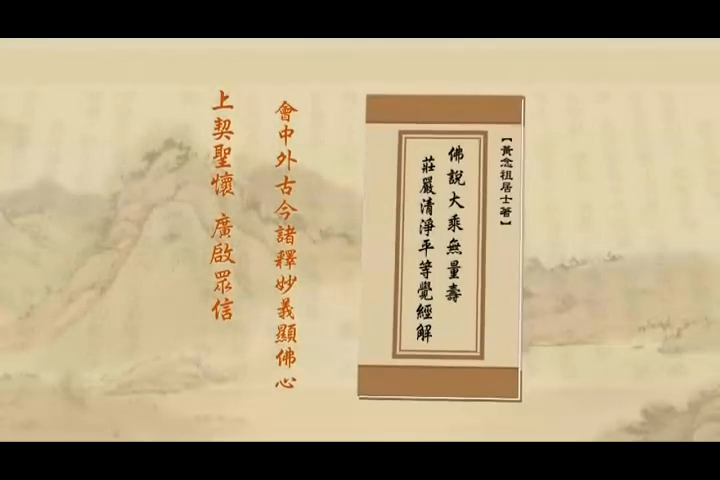 【黃念祖居士著】
佛說大乘無量壽
莊嚴清淨平等覺經解
會中外古今諸釋妙義顯佛心
上契聖懷 廣啟眾信